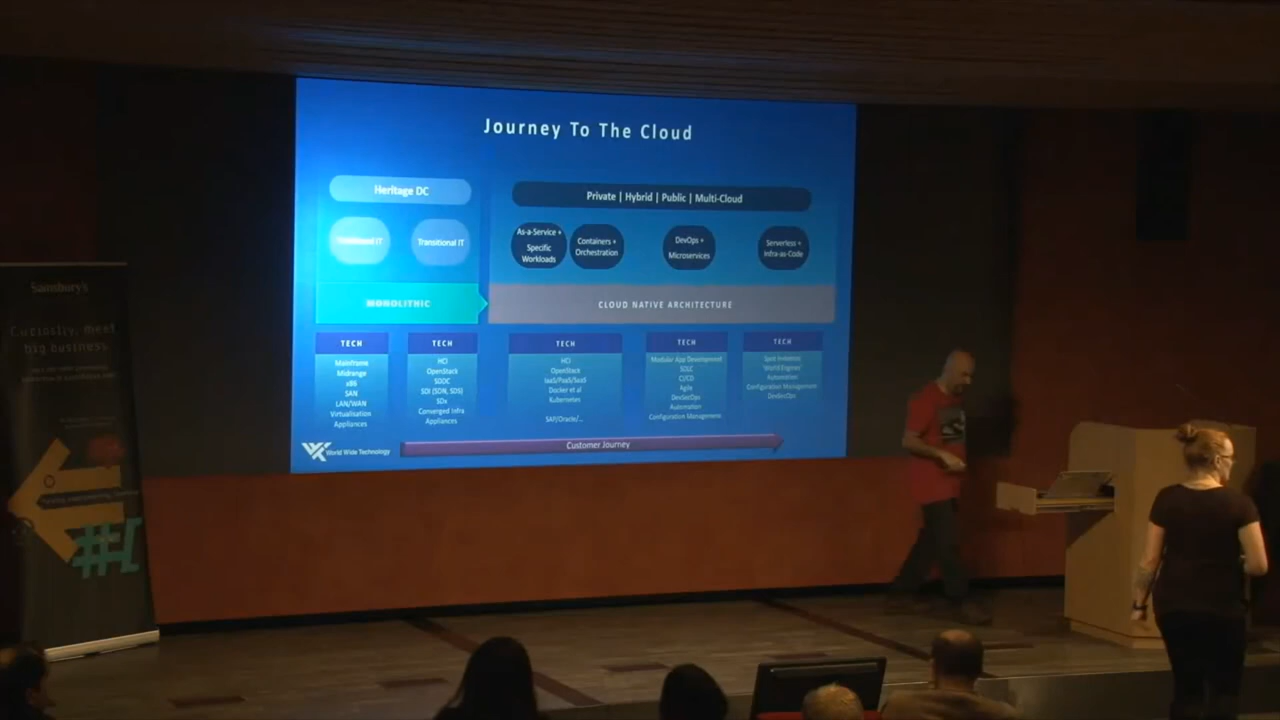 Journey To The Cloud
Heritage DC
Private | Hybrid | Public | Multi-Cloud
Transitional IT
As-a-Service +
Specific
Workloads
Containers +
Orchestration
DevOps +
Microservices
Serverless +
Infra-as-Code
MONOLITHIC
CLOUD NATIVE ARCHITECTURE
TECH
Mainframe
Midrange
x86
SAN
LAN/WAN
Virtualisation
Appliances
TECH
HCI
OpenStack
SDDC
SDI (SDN, SDS)
SDx
Converged Infra
Appliances
TECH
HCI
OpenStack
IaaS/PaaS/SaaS
Docker et al
Kubernetes
SAP/Oracle/...
TECH
Modular App Development
SDLC
CI/CD
Agile
DevSecOps
Automation
Configuration Management
TECH
Spot Instances
'World Engines'
Automation
Configuration Management
DevSecOps
World Wide Technology
Customer Journey
Sainsbury's
Curiosity, meet
big business.